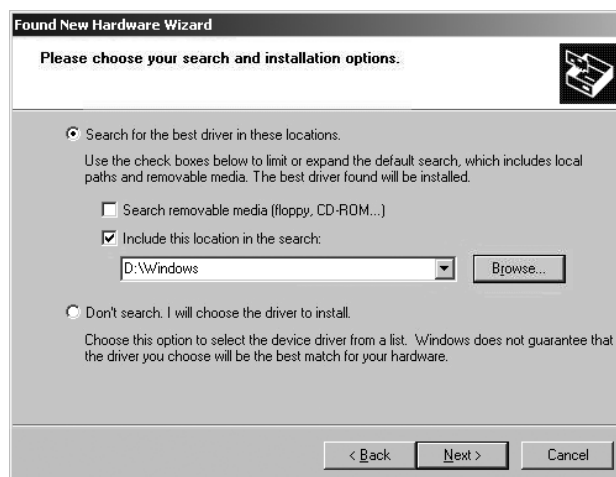 Found New Hardware Wizard
Please choose your search and installation options.
Search for the best driver in these locations.
Use the check boxes below to limit or expand the default search, which includes local
paths and removable media. The best driver found will be installed.
Search removable media (floppy, CD-ROM...)
Include this location in the search:
D:\Windows
Browse...
Don't search. I will choose the driver to install.
Choose this option to select the device driver from a list. Windows does not guarantee that
the driver you choose will be the best match for your hardware.
< Back Next > Cancel